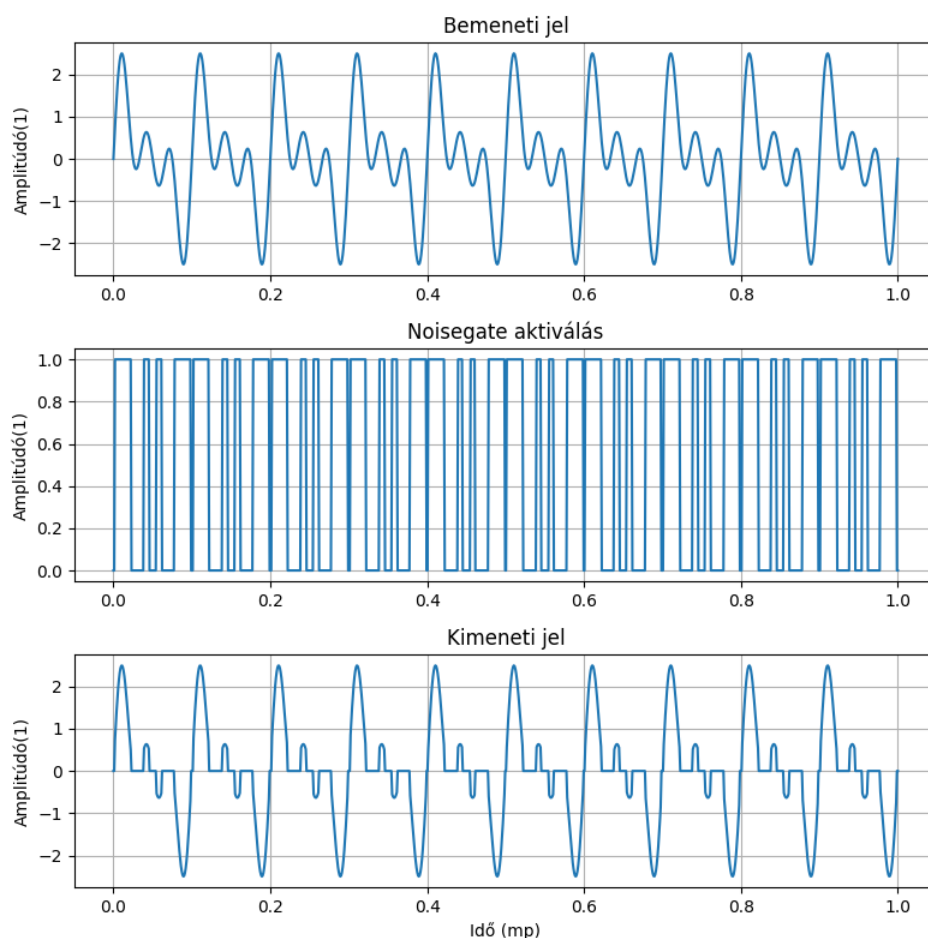 Bemeneti jel
Amplitúdó(1)
2
1
0
−1
−2
0.0 0.2 0.4 0.6 0.8 1.0
Noisegate aktiválás
Amplitúdó(1)
1.0
0.8
0.6
0.4
0.2
0.0
0.0 0.2 0.4 0.6 0.8 1.0
Kimeneti jel
Amplitúdó(1)
2
1
0
−1
−2
0.0 0.2 0.4 0.6 0.8 1.0
Idő (mp)